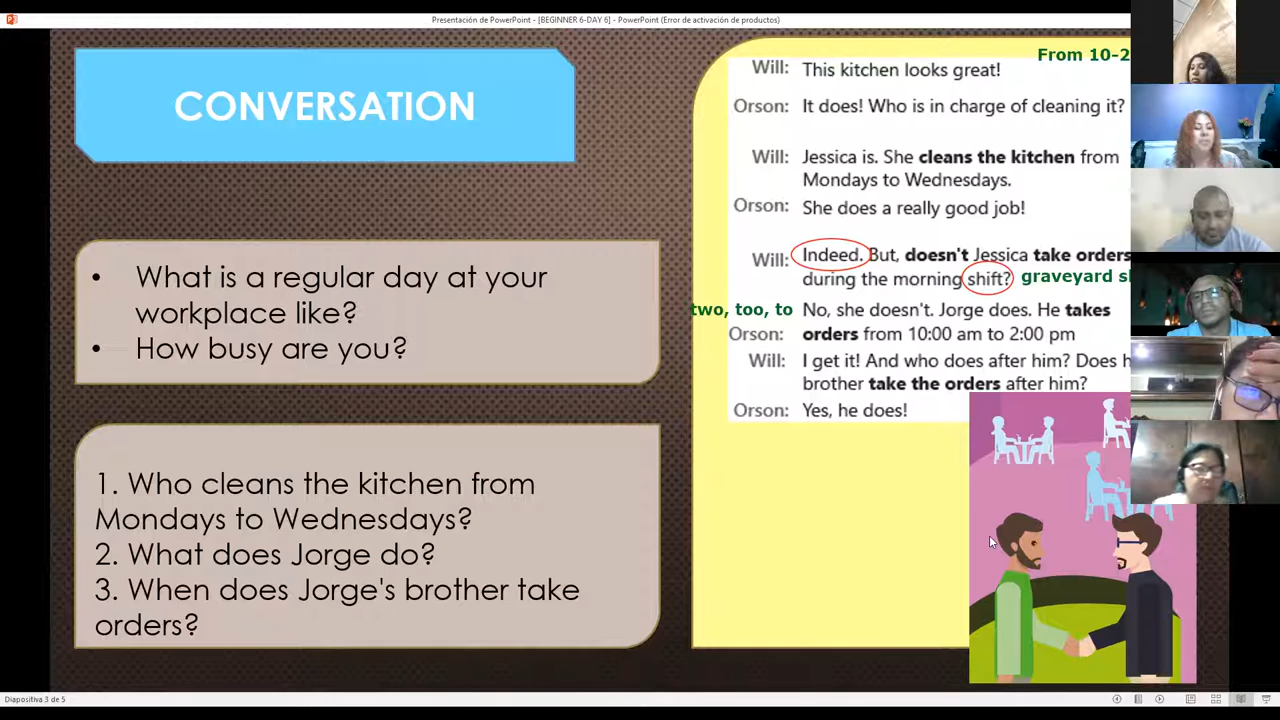 Presentación de PowerPoint - [BEGINNER 6-DAY 6] - PowerPoint (Error de activación de productos)
CONVERSATION
• What is a regular day at your
workplace like?
• How busy are you?
1. Who cleans the kitchen from
Mondays to Wednesdays?
2. What does Jorge do?
3. When does Jorge's brother take
orders?
From 10-2
Will: This kitchen looks great!
Orson: It does! Who is in charge of cleaning it?
Will: Jessica is. She cleans the kitchen from
Mondays to Wednesdays.
Orson: She does a really good job!
Will: Indeed. But, doesn't Jessica take orders
during the morning shift? graveyard
two, too, to
Orson: No, she doesn't. Jorge does. He takes
orders from 10:00 am to 2:00 pm
Will: I get it! And who does after him? Does
brother take the orders after him?
Orson: Yes, he does!
Diapositiva 3 de 5